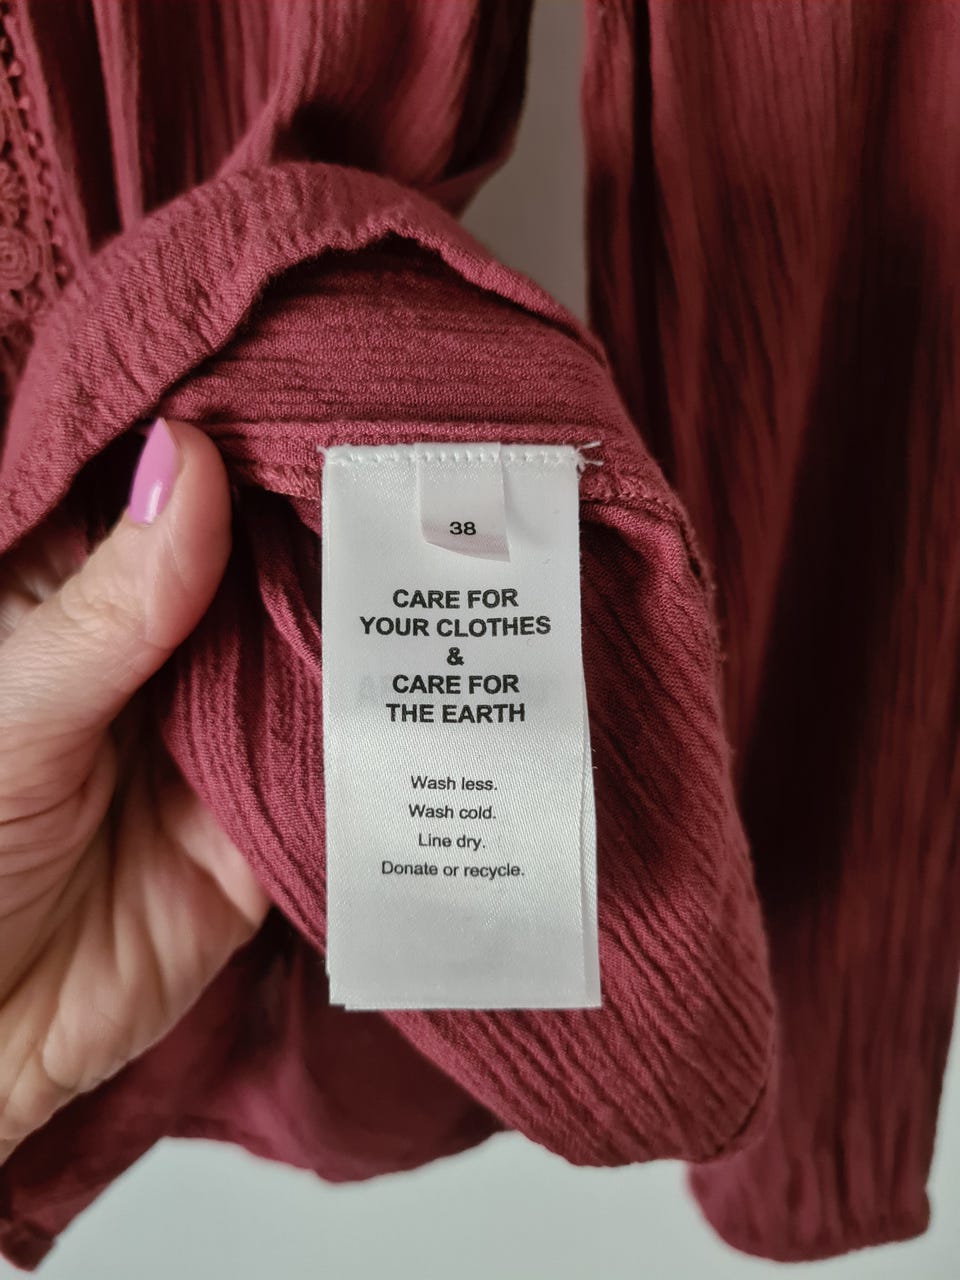 38
CARE FOR
YOUR CLOTHES
&
CARE FOR
THE EARTH
Wash less.
Wash cold.
Line dry.
Donate or recycle.